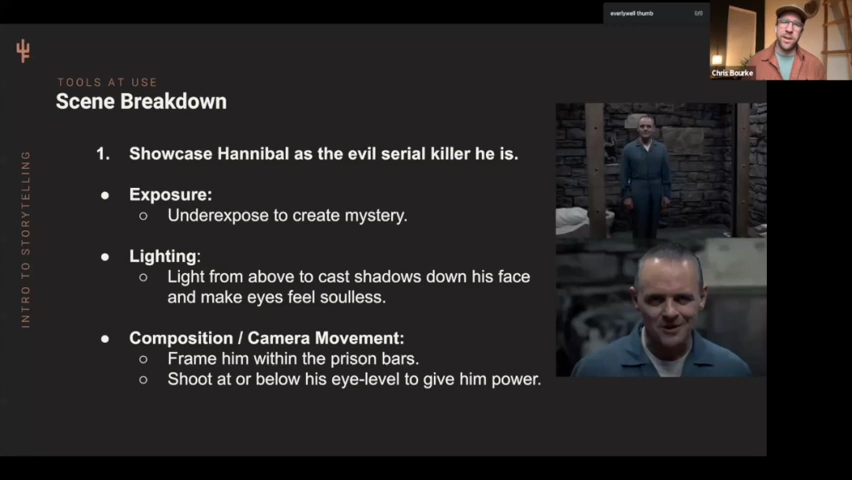 everlywell thumb
Chris Bourke
TOOLS AT USE
Scene Breakdown
INTRO TO STORYTELLING
1. Showcase Hannibal as the evil serial killer he is.
● Exposure:
○ Underexpose to create mystery.
● Lighting:
○ Light from above to cast shadows down his face
and make eyes feel soulless.
● Composition / Camera Movement:
○ Frame him within the prison bars.
○ Shoot at or below his eye-level to give him power.